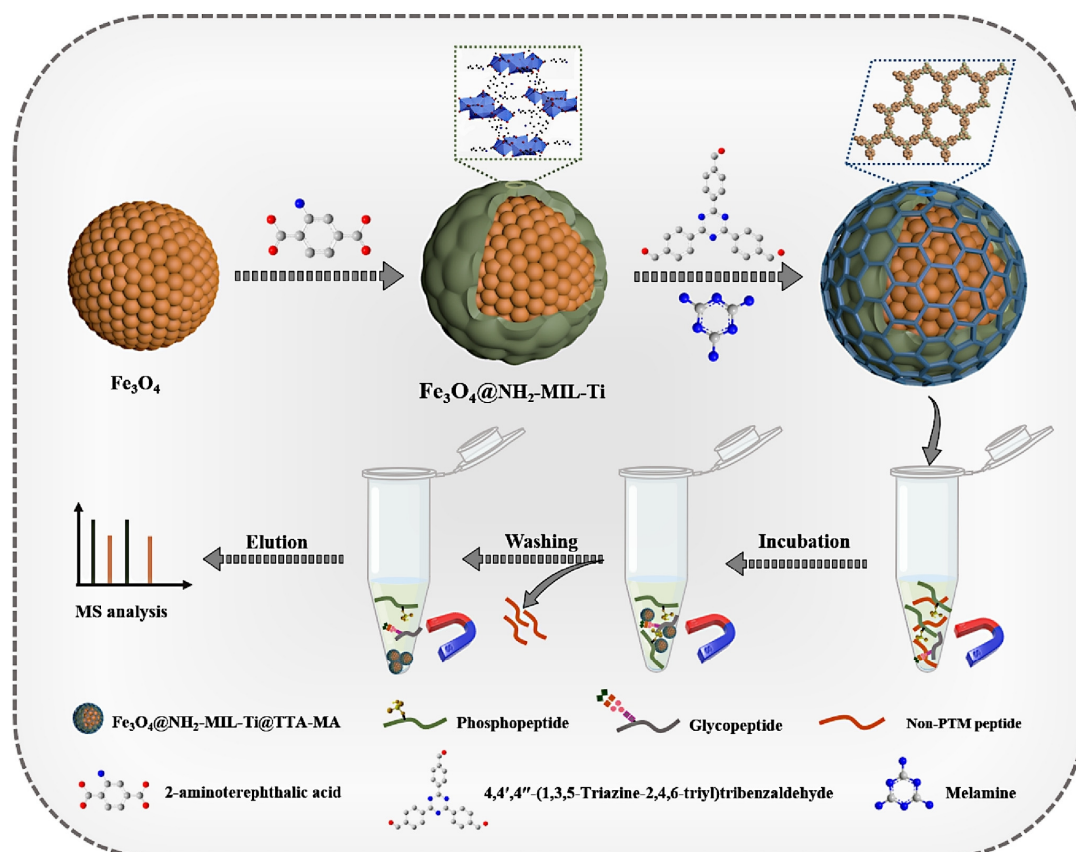 Fe₃O₄
Fe₃O₄@NH₂-MIL-Ti
Elution
Washing
Incubation
MS analysis
Fe₃O₄@NH₂-MIL-Ti@TTA-MA
Phosphopeptide
Glycopeptide
Non-PTM peptide
2-aminoterephthalic acid
4,4′,4″-(1,3,5-Triazine-2,4,6-triyl)tribenzaldehyde
Melamine